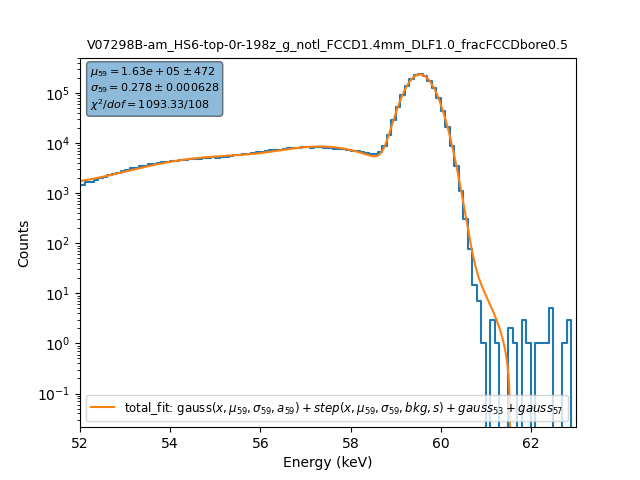 V07298B-am_HS6-top-0r-198z_g_notl_FCCD1.4mm_DLF1.0_fracFCCDbore0.5
μ₅₉ = 1.63e + 05 ± 472
σ₅₉ = 0.278 ± 0.000628
χ²/dof = 1093.33/108
Counts
10⁵
10⁴
10³
10²
10¹
10⁰
10⁻¹
total_fit: gauss(x, μ₅₉, σ₅₉, a₅₉) + step(x, μ₅₉, σ₅₉, bkg, s) + gauss₅₃ + gauss₅₇
52 54 56 58 60 62
Energy (keV)